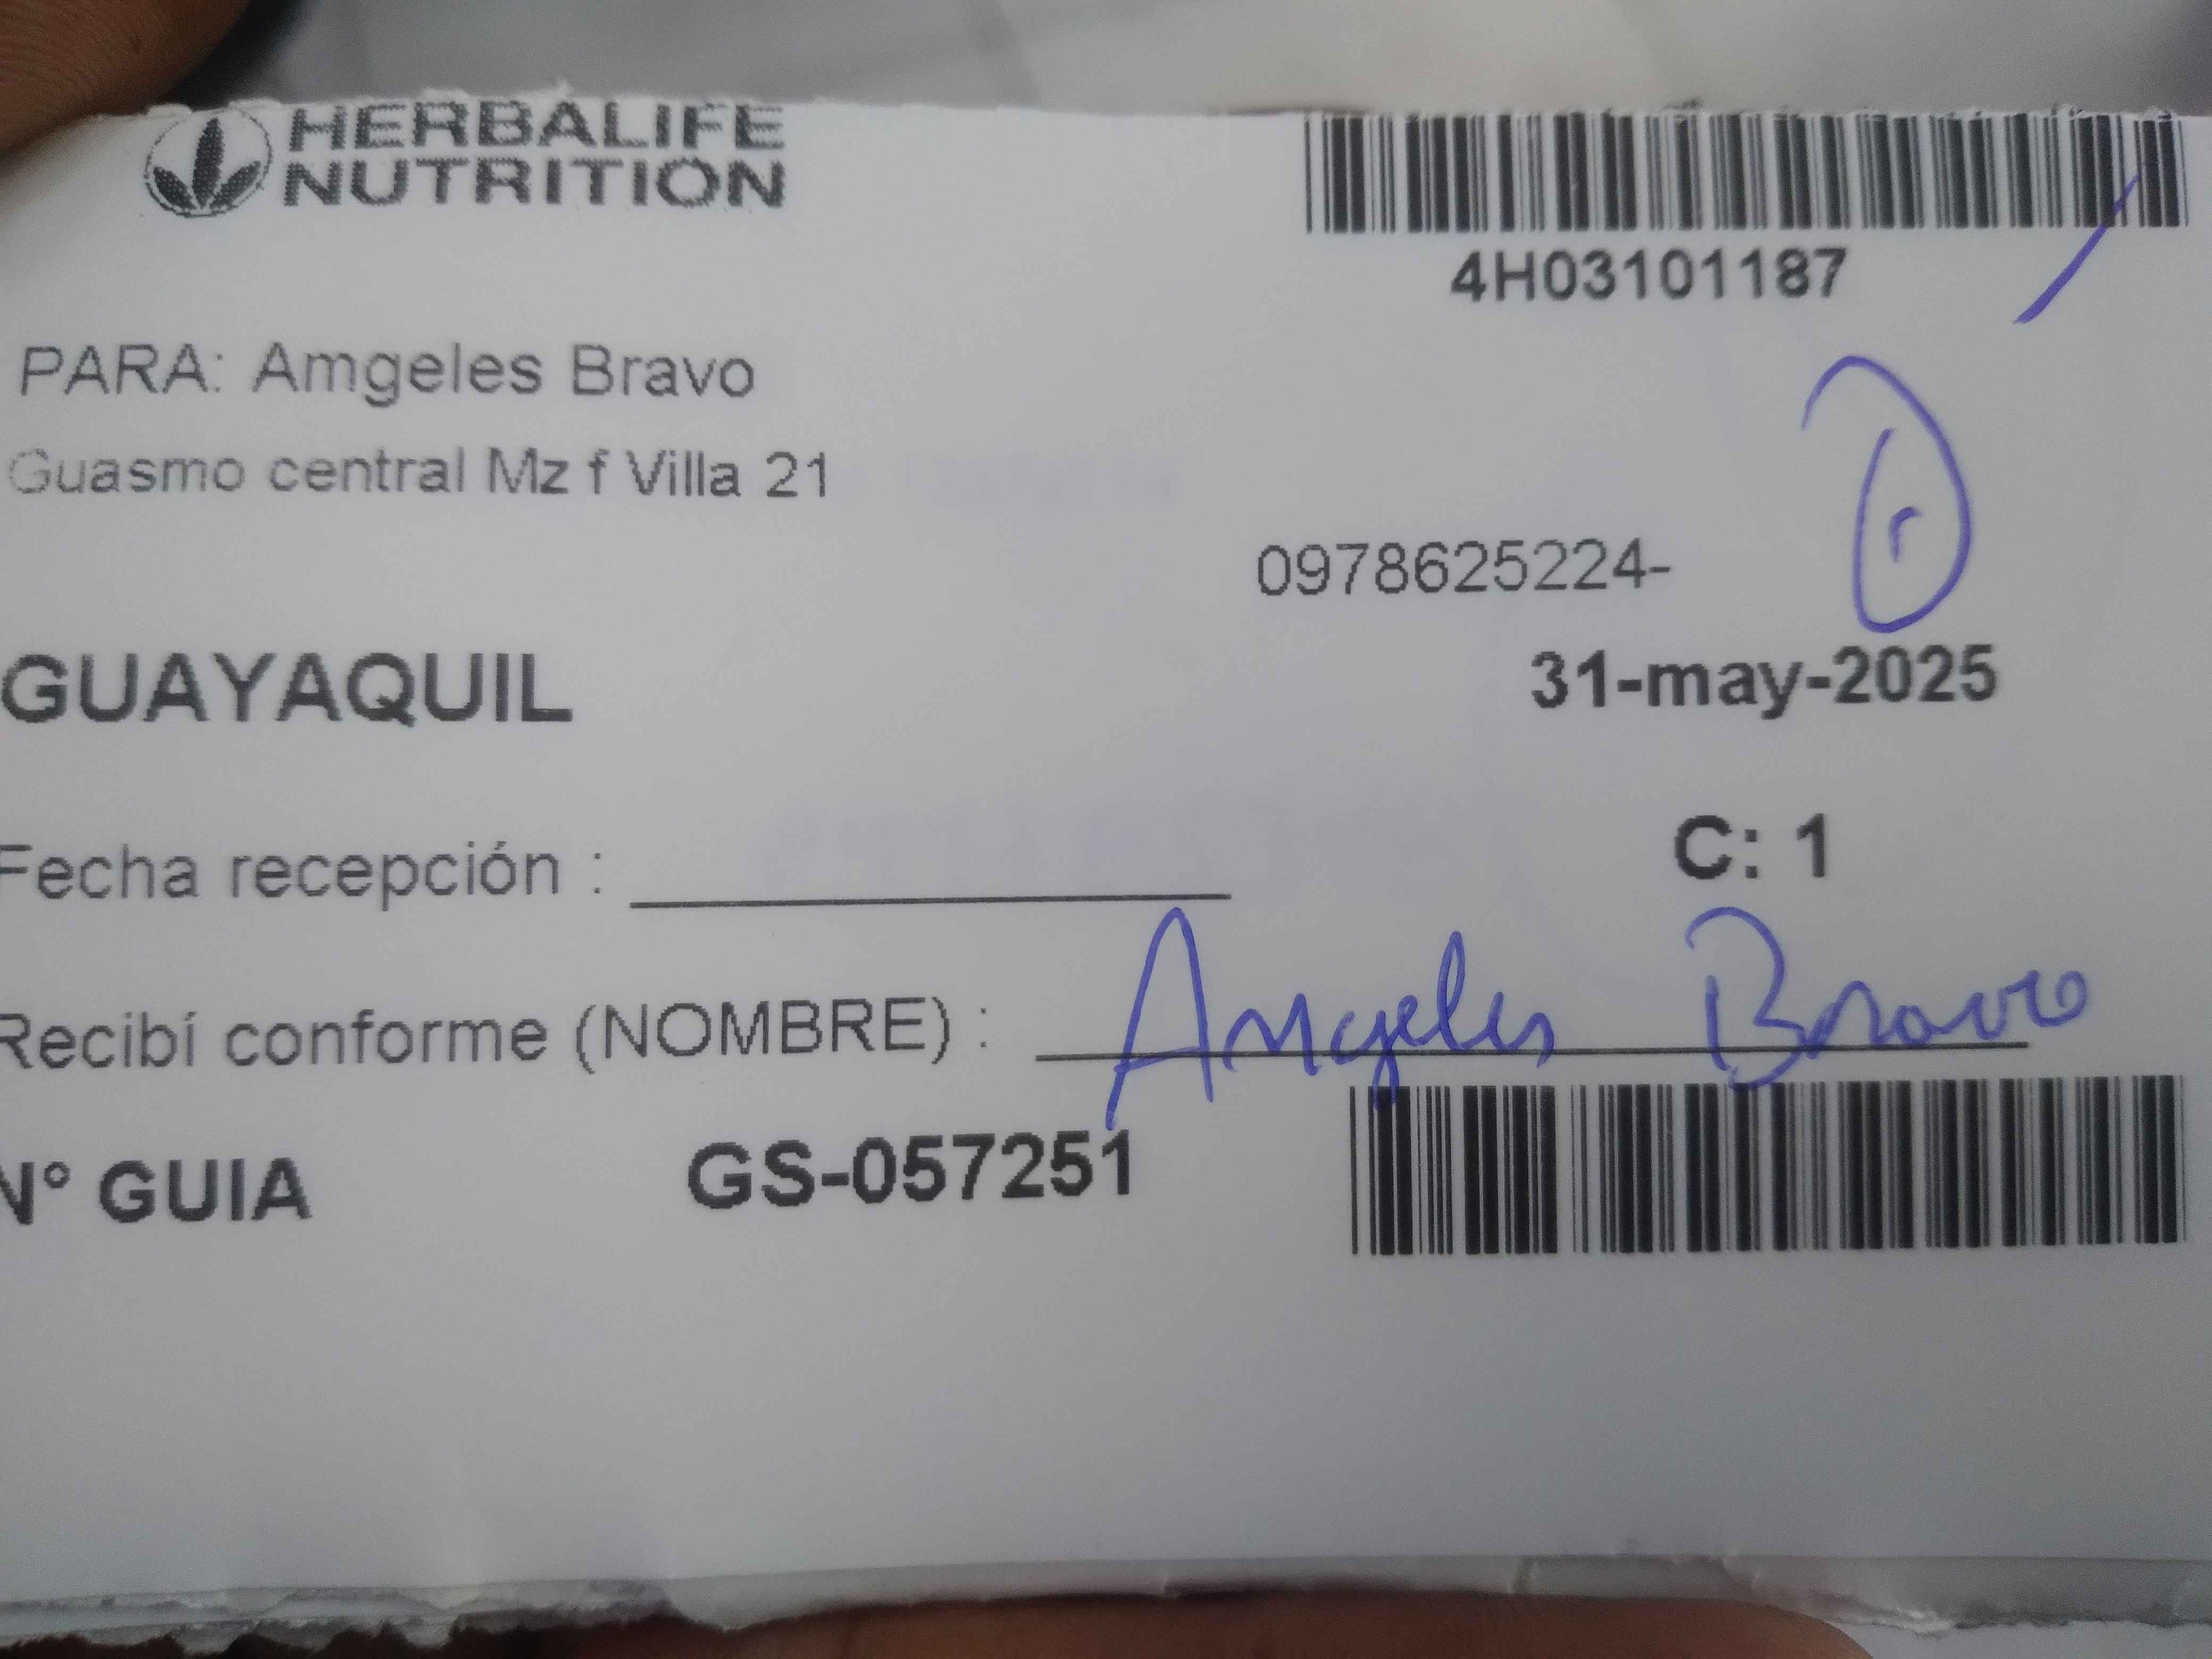 HERBALIFE
NUTRITION
4H03101187
PARA: Amgeles Bravo
Guasmo central Mz f Villa 21
0978625224-
GUAYAQUIL
31-may-2025
C: 1
Fecha recepción :
Recibí conforme (NOMBRE) : Angeles Bravo
N° GUIA GS-057251